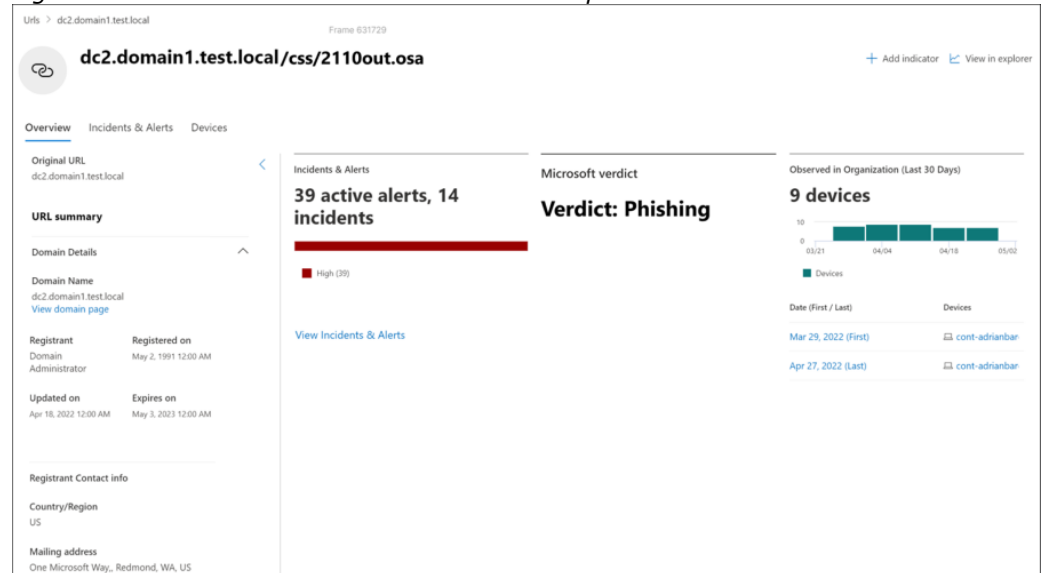 Urls > dc2.domain1.test.local
Frame 631729
dc2.domain1.test.local/css/2110out.osa
Add indicator
View in explorer
Overview
Incidents & Alerts
Devices
Original URL
dc2.domain1.test.local
URL summary
Domain Details
Domain Name
dc2.domain1.test.local
View domain page
Registrant
Registered on
Domain
Administrator
May 2, 1991 12:00 AM
Updated on
Expires on
Apr 18, 2022 12:00 AM
May 3, 2023 12:00 AM
Registrant Contact info
Country/Region
US
Mailing address
One Microsoft Way,, Redmond, WA, US
Incidents & Alerts
39 active alerts, 14
incidents
High (39)
View Incidents & Alerts
Microsoft verdict
Verdict: Phishing
Observed in Organization (Last 30 Days)
9 devices
10
0
03/21
04/04
04/18
05/02
Devices
Date (First / Last)
Devices
Mar 29, 2022 (First)
cont-adrianbar
Apr 27, 2022 (Last)
cont-adrianbar